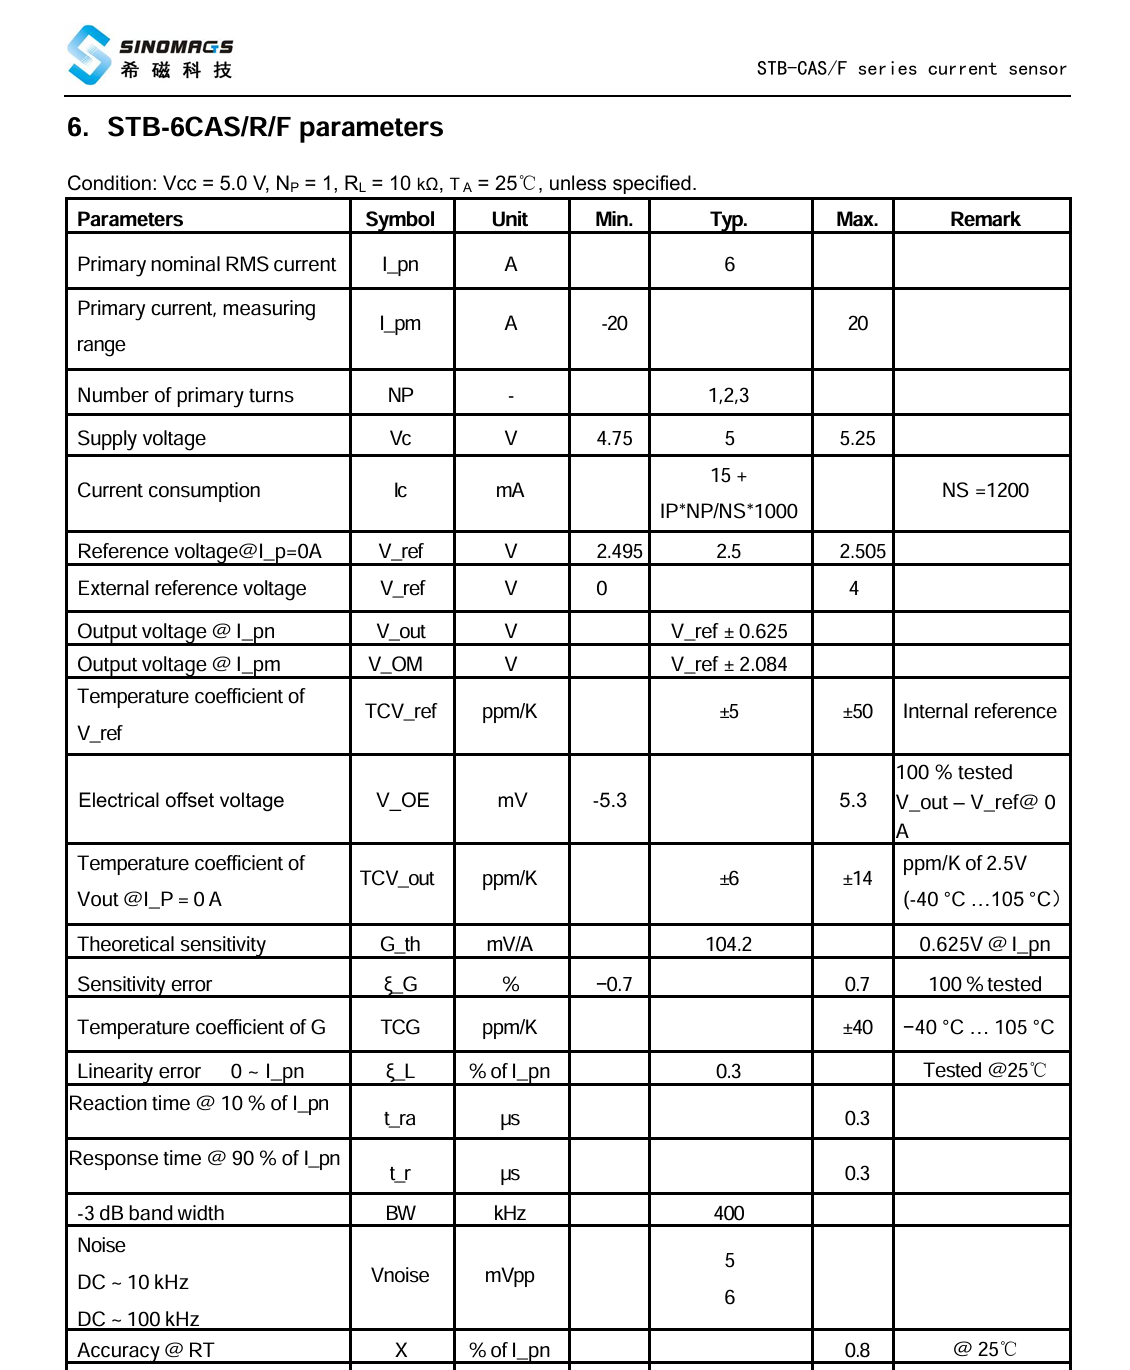 SINOMAGS
希磁科技
STB-CAS/F series current sensor
6. STB-6CAS/R/F parameters
Condition: Vcc = 5.0 V, NP = 1, RL = 10 kΩ, TA = 25℃, unless specified.
Parameters Symbol Unit Min. Typ. Max. Remark
Primary nominal RMS current I_pn A 6
Primary current, measuring
range I_pm A -20 20
Number of primary turns NP - 1,2,3
Supply voltage Vc V 4.75 5 5.25
Current consumption Ic mA 15 +
IP*NP/NS*1000 NS =1200
Reference voltage@I_p=0A V_ref V 2.495 2.5 2.505
External reference voltage V_ref V 0 4
Output voltage @ I_pn V_out V V_ref ± 0.625
Output voltage @ I_pm V_OM V V_ref ± 2.084
Temperature coefficient of
V_ref TCV_ref ppm/K ±5 ±50 Internal reference
Electrical offset voltage V_OE mV -5.3 5.3 100 % tested
V_out – V_ref@ 0
A
Temperature coefficient of
Vout @I_P = 0 A TCV_out ppm/K ±6 ±14 ppm/K of 2.5V
(-40 °C …105 °C）
Theoretical sensitivity G_th mV/A 104.2 0.625V @ I_pn
Sensitivity error ξ_G % −0.7 0.7 100 % tested
Temperature coefficient of G TCG ppm/K ±40 −40 °C … 105 °C
Linearity error 0 ~ I_pn ξ_L % of I_pn 0.3 Tested @25℃
Reaction time @ 10 % of I_pn t_ra µs 0.3
Response time @ 90 % of I_pn t_r µs 0.3
-3 dB band width BW kHz 400
Noise
DC ~ 10 kHz
DC ~ 100 kHz Vnoise mVpp 5
6
Accuracy @ RT X % of I_pn 0.8 @ 25℃